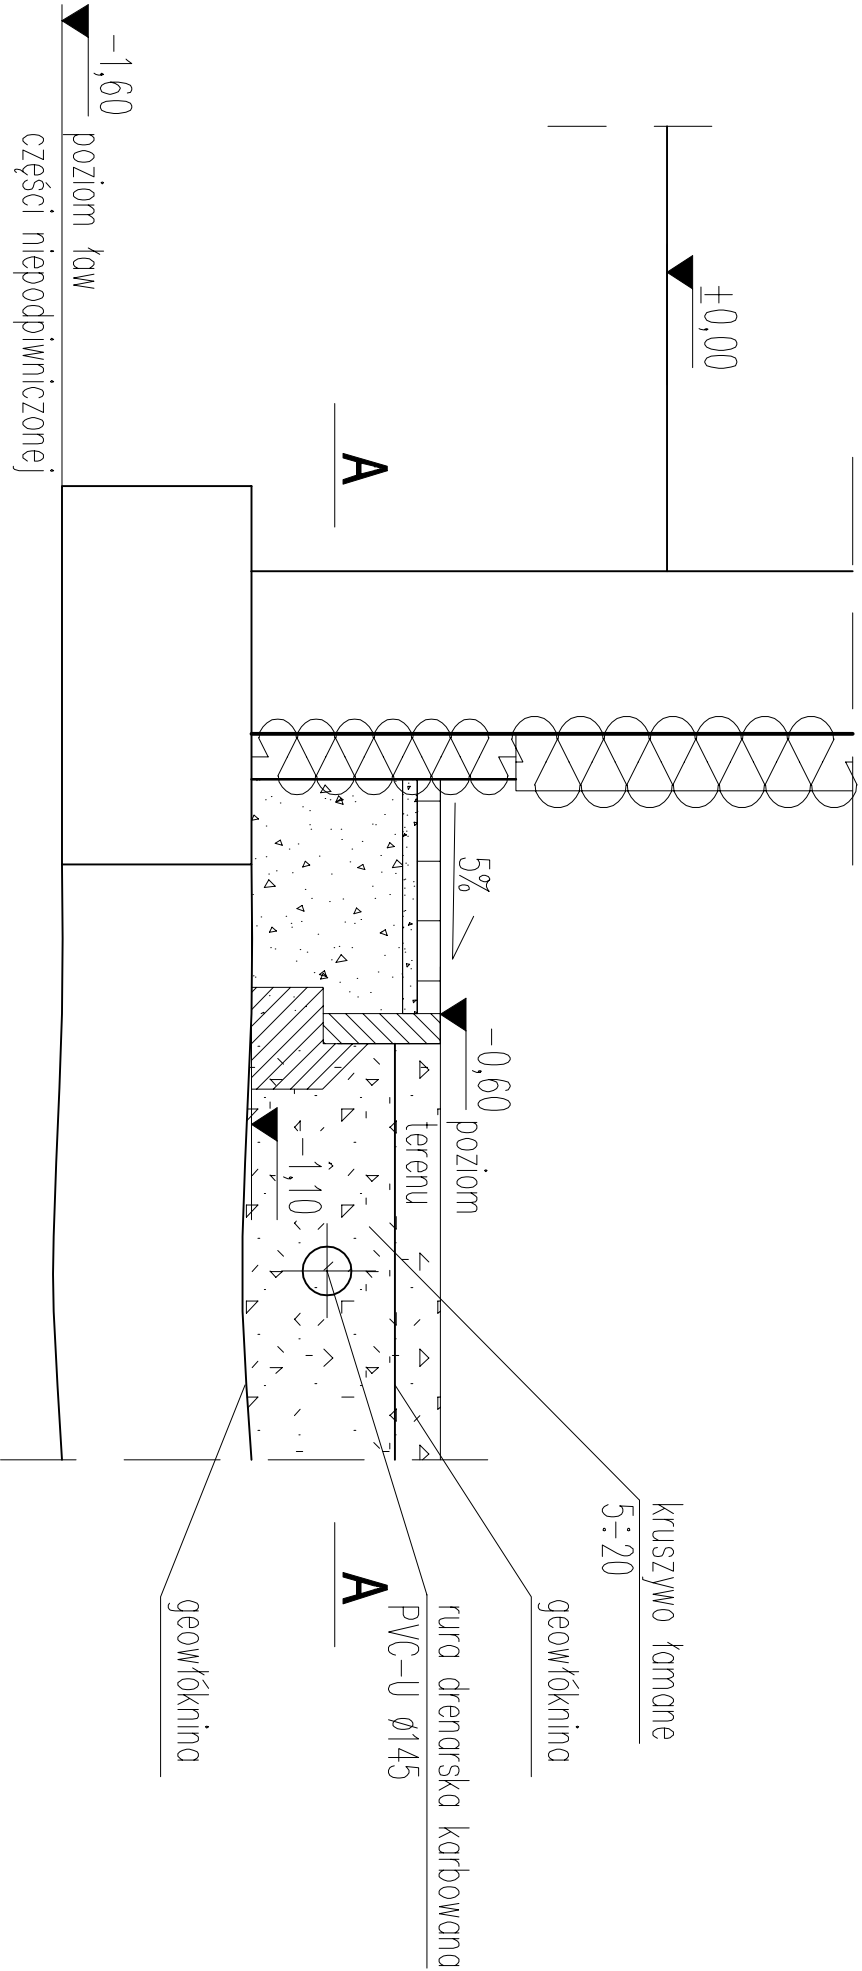 ±0,00
A
5%
-0,60
poziom
terenu
-1,10
-1,60
poziom ław
części niepodpiwniczonej
kruszywo łamane
5÷20
geowłóknina
rura drenarska karbowana
PVC-U Ø145
A
geowłóknina